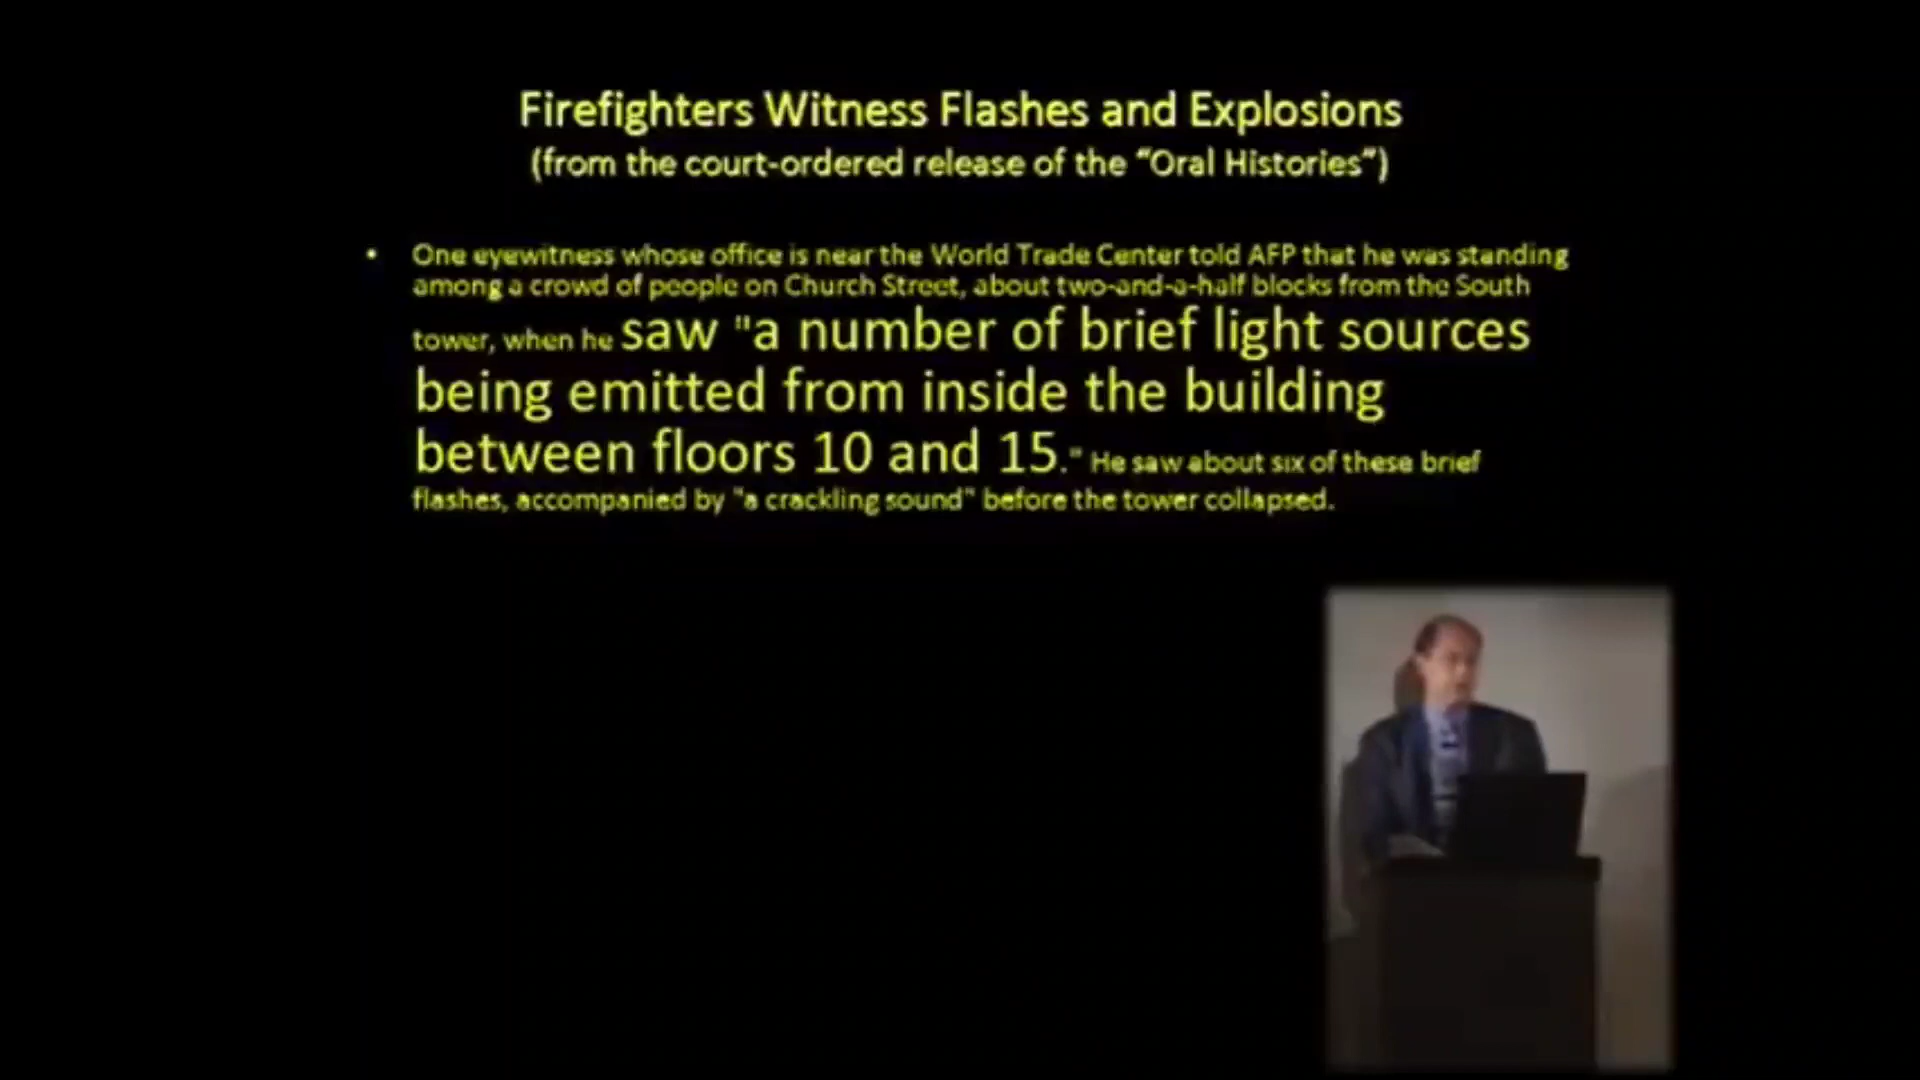 Firefighters Witness Flashes and Explosions
(from the court-ordered release of the “Oral Histories”)
• One eyewitness whose office is near the World Trade Center told AFP that he was standing
among a crowd of people on Church Street, about two-and-a-half blocks from the South
tower, when he saw "a number of brief light sources
being emitted from inside the building
between floors 10 and 15." He saw about six of these brief
flashes, accompanied by "a crackling sound" before the tower collapsed.